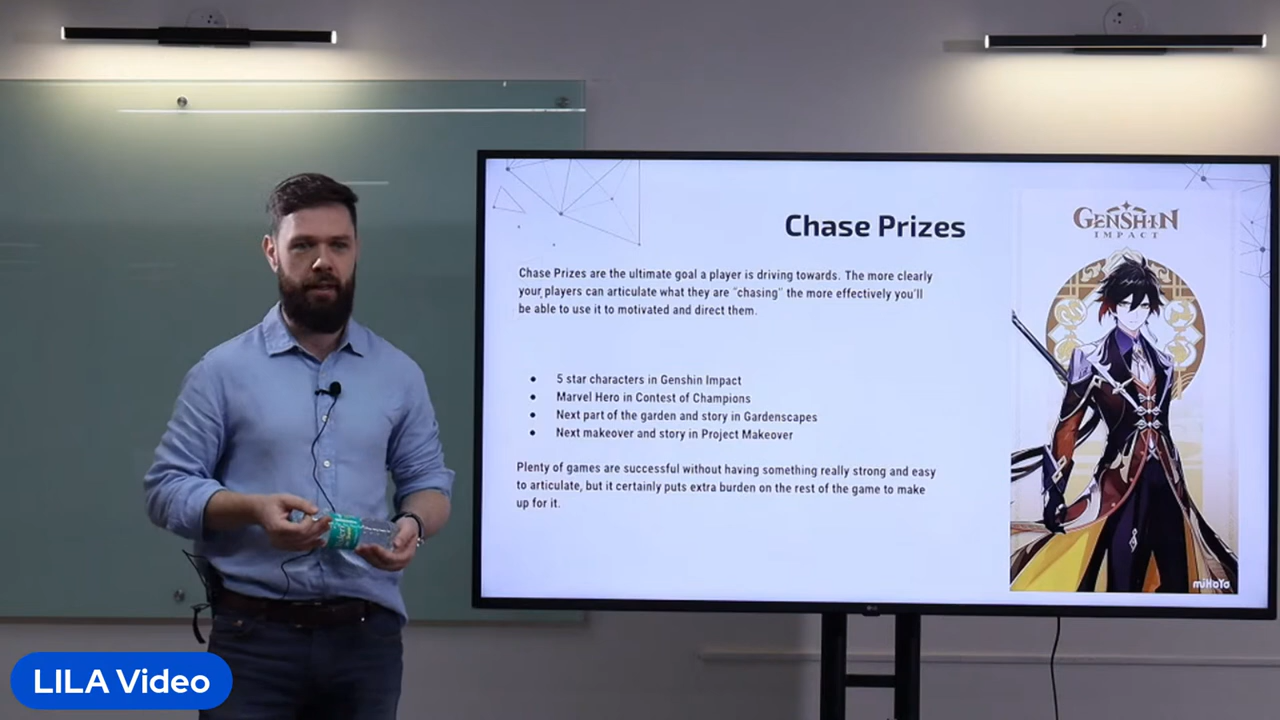 Chase Prizes
GENSHIN
IMPACT
Chase Prizes are the ultimate goal a player is driving towards. The more clearly
your players can articulate what they are "chasing" the more effectively you'll
be able to use it to motivated and direct them.
• 5 star characters in Genshin Impact
• Marvel Hero in Contest of Champions
• Next part of the garden and story in Gardenscapes
• Next makeover and story in Project Makeover
Plenty of games are successful without having something really strong and easy
to articulate, but it certainly puts extra burden on the rest of the game to make
up for it.
miHoYo
LG
LILA Video